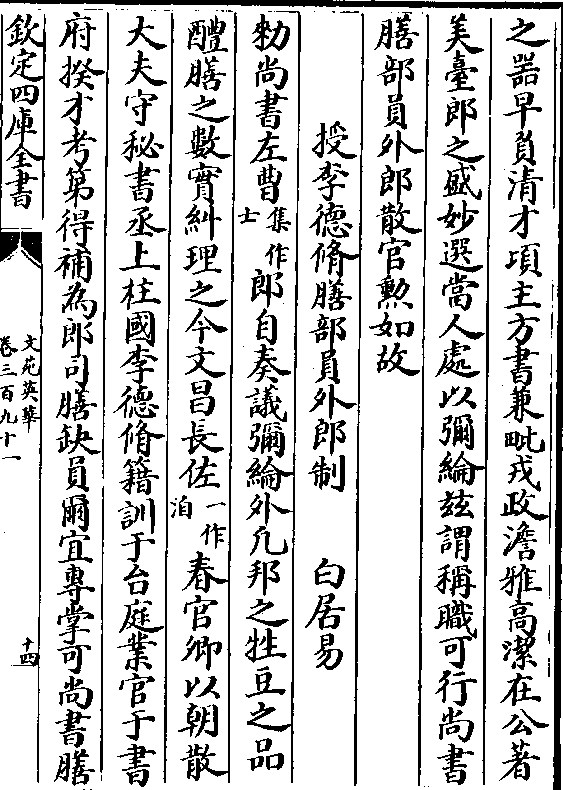 之器早負清才項主方書兼毗戎政澹雅高潔在公著
美臺郎之盛妙選當人處以彌綸兹謂稱職可行尚書
膳部員外郎散官勲如故
授李德脩膳部員外郎制 白居易
勅尚書左曹集作士郎自奏議彌綸外凡邦之牲豆之品
醴膳之數實糾理之今文昌長佐一作洎春官卿以朝散
大夫守秘書丞上柱國李德脩籍訓于台庭業官于書
府揆才考第得補為郎司膳缺員爾宜專掌可尚書膳
欽定四庫全書
文苑英華
卷三百九十一
十四